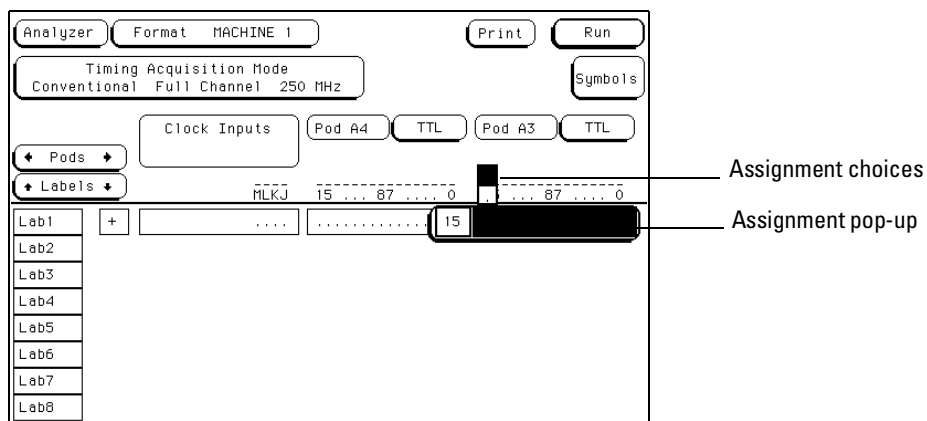 Analyzer Format MACHINE 1 Print Run
Timing Acquisition Mode
Conventional Full Channel 250 MHz
Symbols
Clock Inputs Pod A4 TTL Pod A3 TTL
← Pods →
↑ Labels ↓
MLKJ 15 ... 87 .... 0 ... 87 .... 0
Assignment choices
Lab1 + .... ............. 15
Assignment pop-up
Lab2
Lab3
Lab4
Lab5
Lab6
Lab7
Lab8